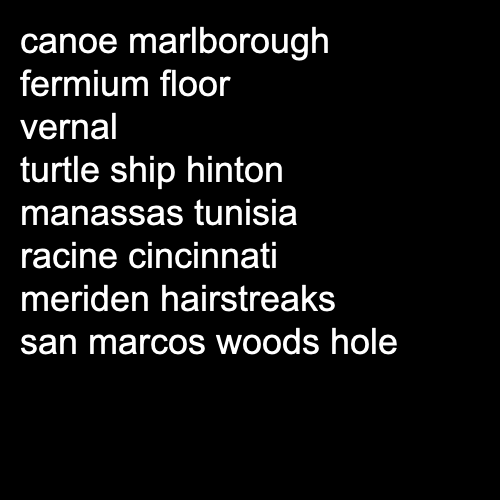 canoe marlborough
fermium floor
vernal
turtle ship hinton
manassas tunisia
racine cincinnati
meriden hairstreaks
san marcos woods hole